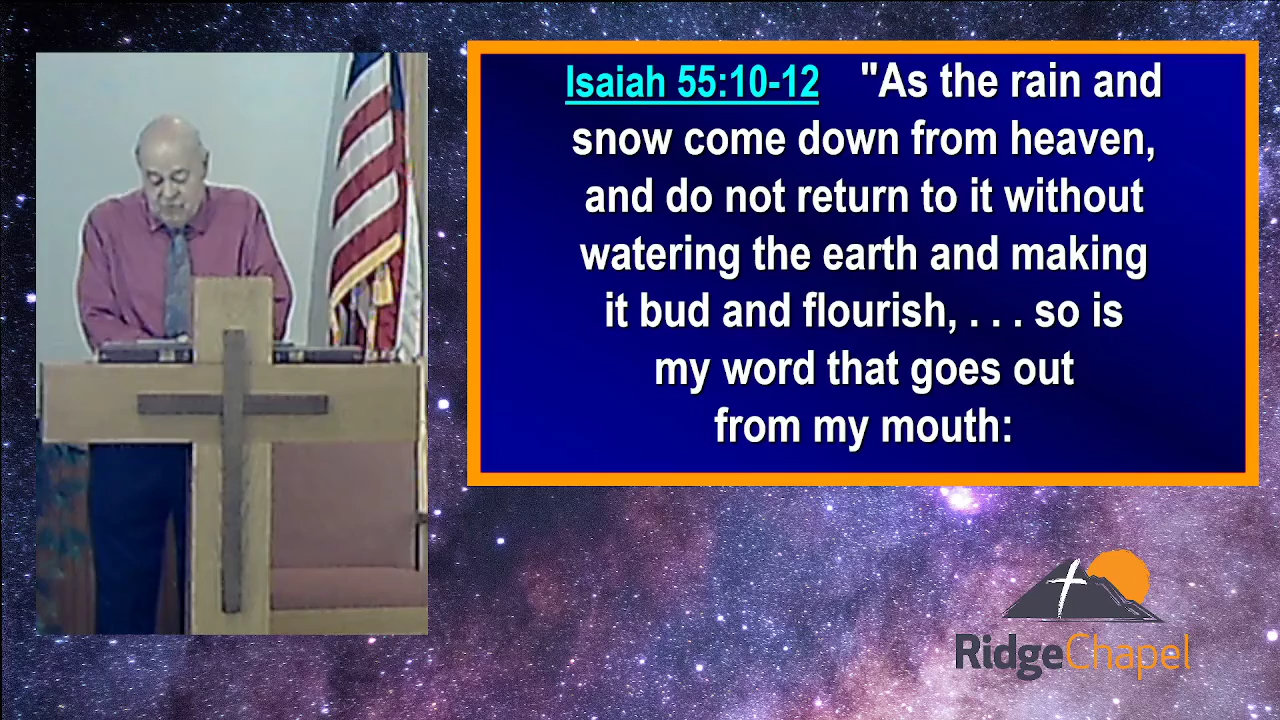 Isaiah 55:10-12 "As the rain and
snow come down from heaven,
and do not return to it without
watering the earth and making
it bud and flourish, . . . so is
my word that goes out
from my mouth:
RidgeChapel